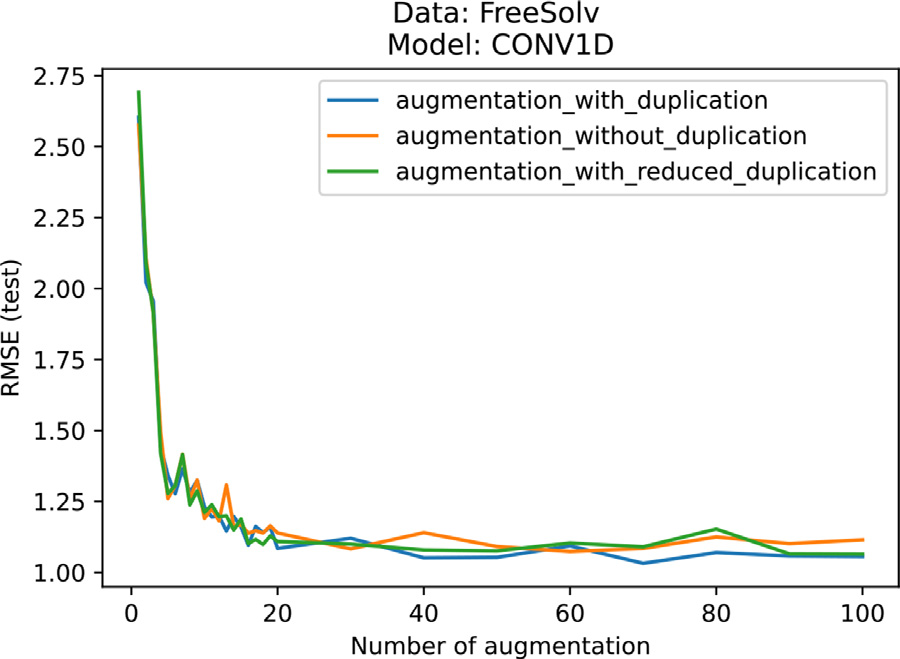 Data: FreeSolv
Model: CONV1D
2.75
2.50
2.25
2.00
1.75
1.50
1.25
1.00
RMSE (test)
augmentation_with_duplication
augmentation_without_duplication
augmentation_with_reduced_duplication
0 20 40 60 80 100
Number of augmentation